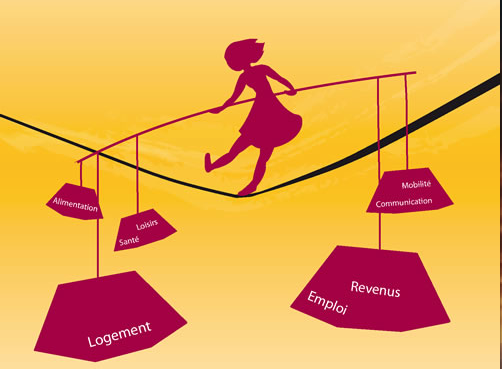 Alimentation
Loisirs
Santé
Logement
Mobilité
Communication
Revenus
Emploi